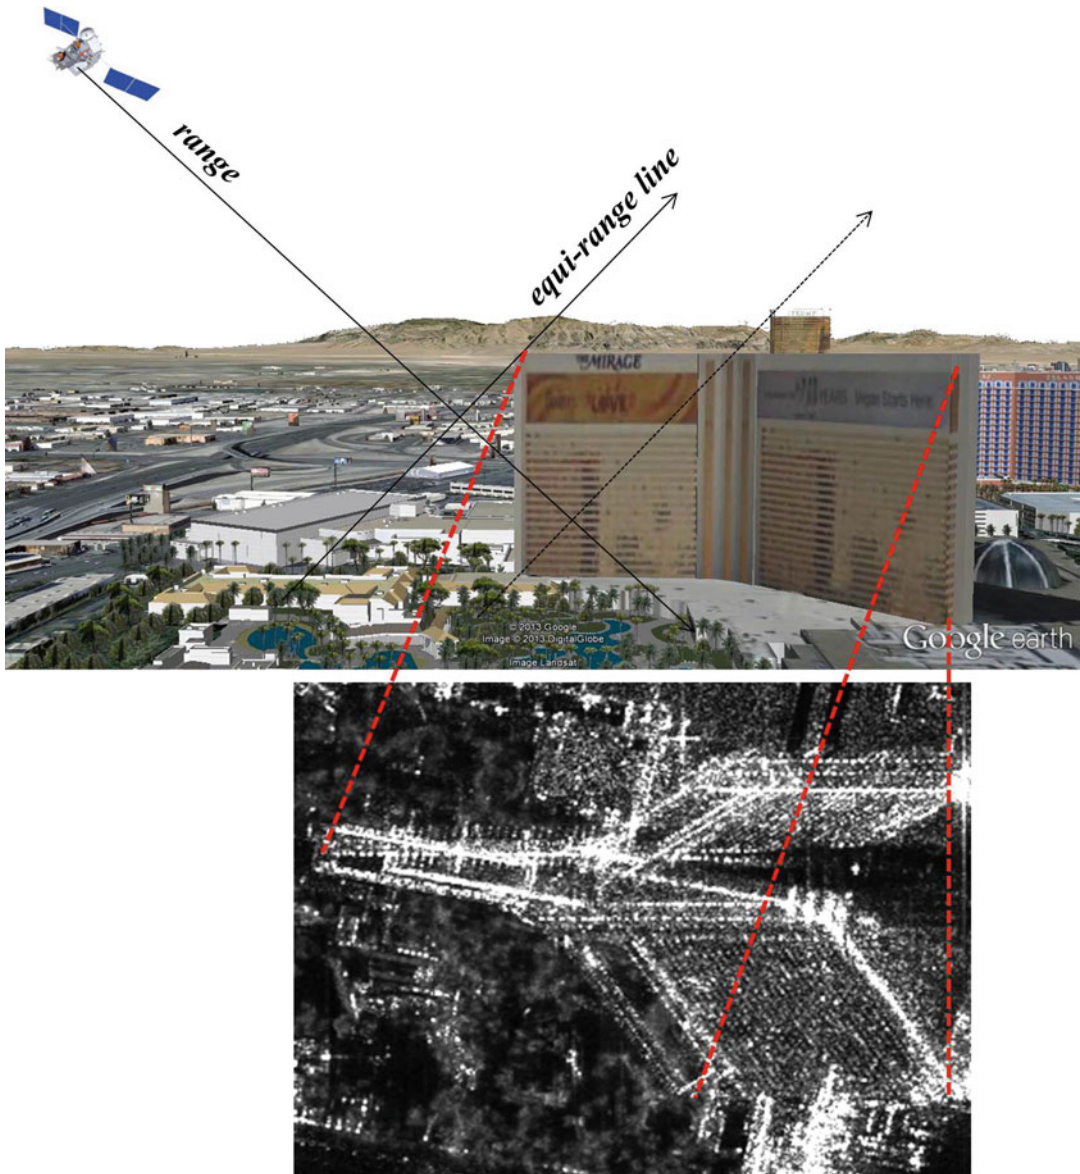 range
equi-range line
TRUMP
THE
MIRAGE
LOVE
YEARS Vegas Starts Here.
© 2013 Google
Image © 2013 DigitalGlobe
Image Landsat
Google earth